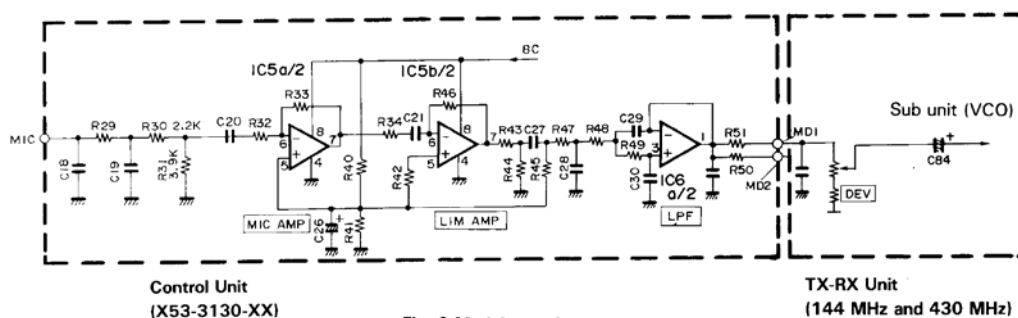 8C
IC5a/2
IC5b/2
R33
R46
MIC
R29
R30
2.2K
C20
R32
6
5
8
4
7
R34
C21
6
5
8
4
7
R43
C27
R47
R48
C29
R49
3
1
R51
MD1
R50
MD2
C18
C19
R31
3.9K
R40
R42
R44
R45
C28
C30
IC6
a/2
MIC AMP
C26
+
R41
LIM AMP
LPF
DEV
Sub unit (VCO)
+
C84
Control Unit
(X53-3130-XX)
TX-RX Unit
(144 MHz and 430 MHz)